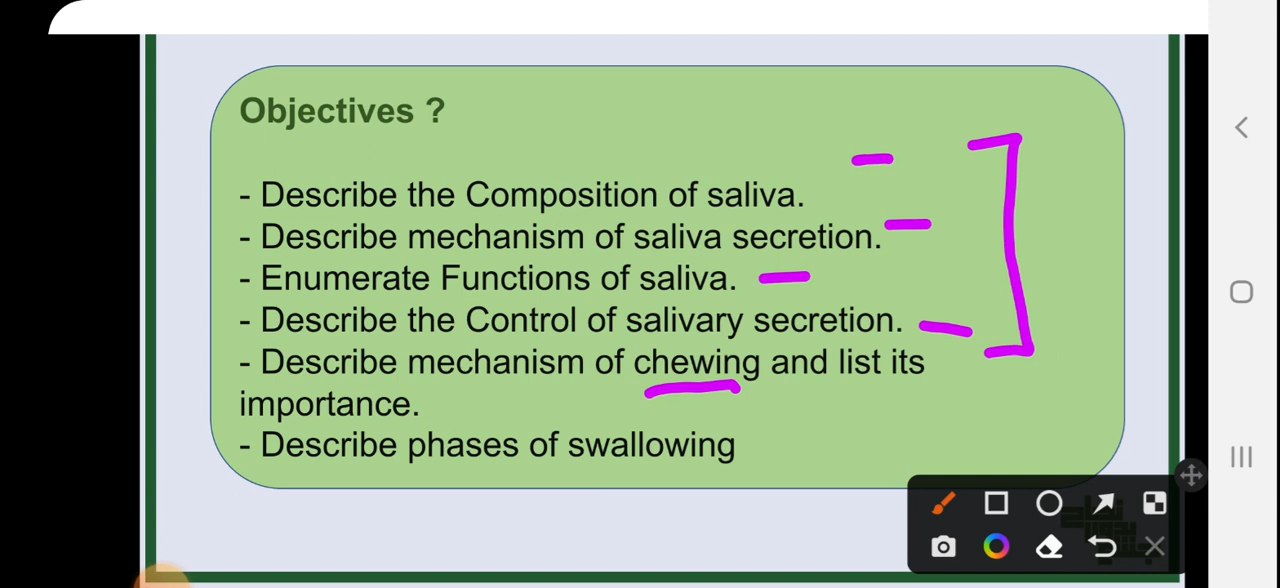 Objectives ?
- Describe the Composition of saliva.
- Describe mechanism of saliva secretion.
- Enumerate Functions of saliva.
- Describe the Control of salivary secretion.
- Describe mechanism of chewing and list its
importance.
- Describe phases of swallowing